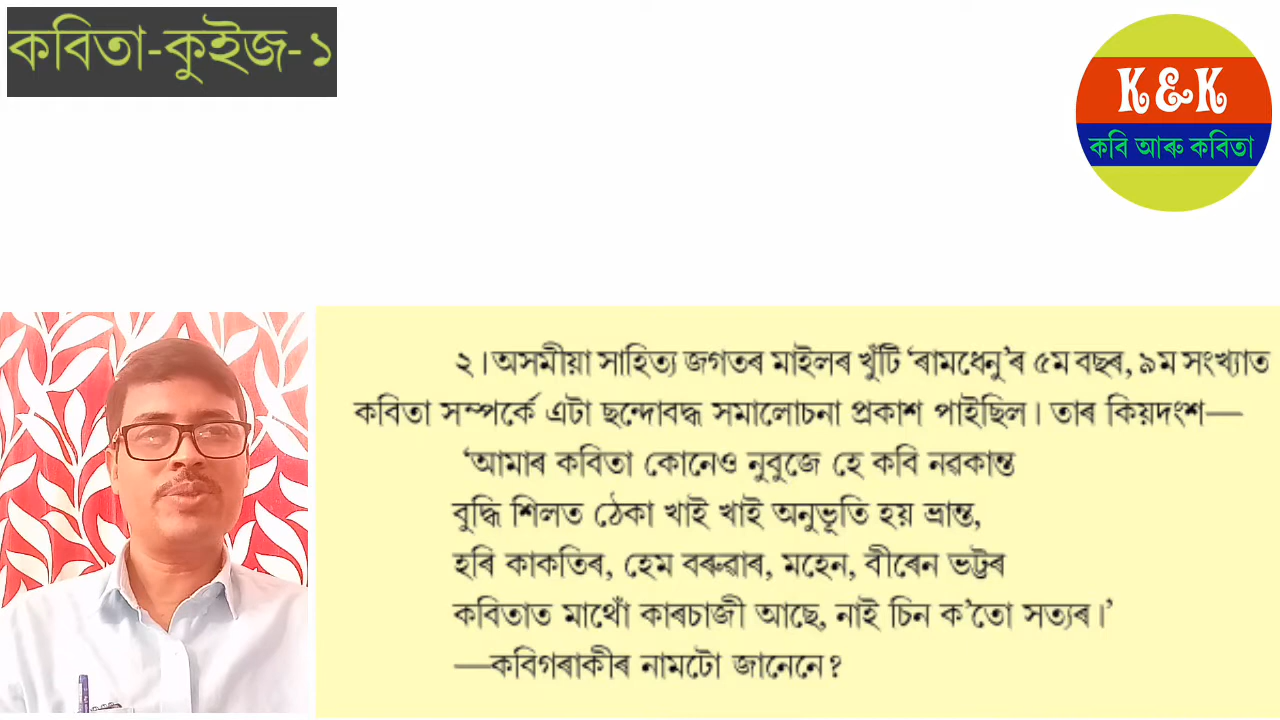 কবিতা-কুইজ-১
K&K
কবি আৰু কবিতা
২। অসমীয়া সাহিত্য জগতৰ মাইলৰ খুঁটি ‘ৰামধেনু’ৰ ৫ম বছৰ, ৯ম সংখ্যাত
কবিতা সম্পৰ্কে এটা ছন্দোবদ্ধ সমালোচনা প্ৰকাশ পাইছিল। তাৰ কিয়দংশ—
‘আমাৰ কবিতা কোনেও নুবুজে হে কবি নৱকান্ত
বুদ্ধি শিলত ঠেকা খাই খাই অনুভূতি হয় ভ্ৰান্ত,
হৰি কাকতিৰ, হেম বৰুৱাৰ, মহেন, বীৰেন ভট্টৰ
কবিতাত মাথোঁ কাৰচাজী আছে, নাই চিন ক’তো সত্যৰ।’
—কবিগৰাকীৰ নামটো জানেনে?